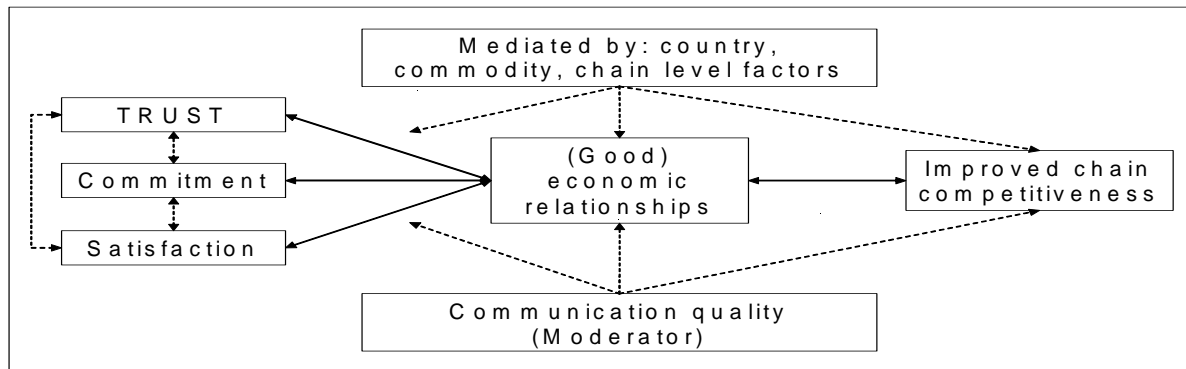 Mediated by: country,
commodity, chain level factors
TRUST
Commitment
Satisfaction
(Good)
economic
relationships
Improved chain
competitiveness
Communication quality
(Moderator)